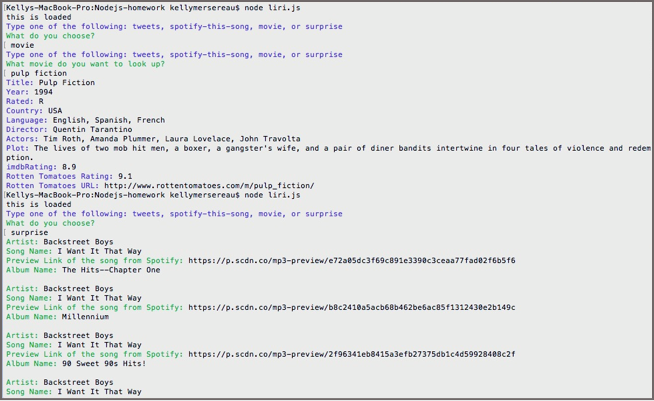 Kellys-MacBook-Pro:Nodejs-homework kellymersereau$ node liri.js
this is loaded
Type one of the following: tweets, spotify-this-song, movie, or surprise
What do you choose?
[ movie
Type one of the following: tweets, spotify-this-song, movie, or surprise
What movie do you want to look up?
[ pulp fiction
Title: Pulp Fiction
Year: 1994
Rated: R
Country: USA
Language: English, Spanish, French
Director: Quentin Tarantino
Actors: Tim Roth, Amanda Plummer, Laura Lovelace, John Travolta
Plot: The lives of two mob hit men, a boxer, a gangster's wife, and a pair of diner bandits intertwine in four tales of violence and redem
ption.
imdbRating: 8.9
Rotten Tomatoes Rating: 9.1
Rotten Tomatoes URL: http://www.rottentomatoes.com/m/pulp_fiction/
[Kellys-MacBook-Pro:Nodejs-homework kellymersereau$ node liri.js
this is loaded
Type one of the following: tweets, spotify-this-song, movie, or surprise
What do you choose?
[ surprise
Artist: Backstreet Boys
Song Name: I Want It That Way
Preview Link of the song from Spotify: https://p.scdn.co/mp3-preview/e72a05dc3f69c891e3390c3ceaa77fad02f6b5f6
Album Name: The Hits--Chapter One
Artist: Backstreet Boys
Song Name: I Want It That Way
Preview Link of the song from Spotify: https://p.scdn.co/mp3-preview/b8c2410a5acb68b462be6ac85f1312430e2b149c
Album Name: Millennium
Artist: Backstreet Boys
Song Name: I Want It That Way
Preview Link of the song from Spotify: https://p.scdn.co/mp3-preview/2f96341eb8415a3efb27375db1c4d59928408c2f
Album Name: 90 Sweet 90s Hits!
Artist: Backstreet Boys
Song Name: I Want It That Way